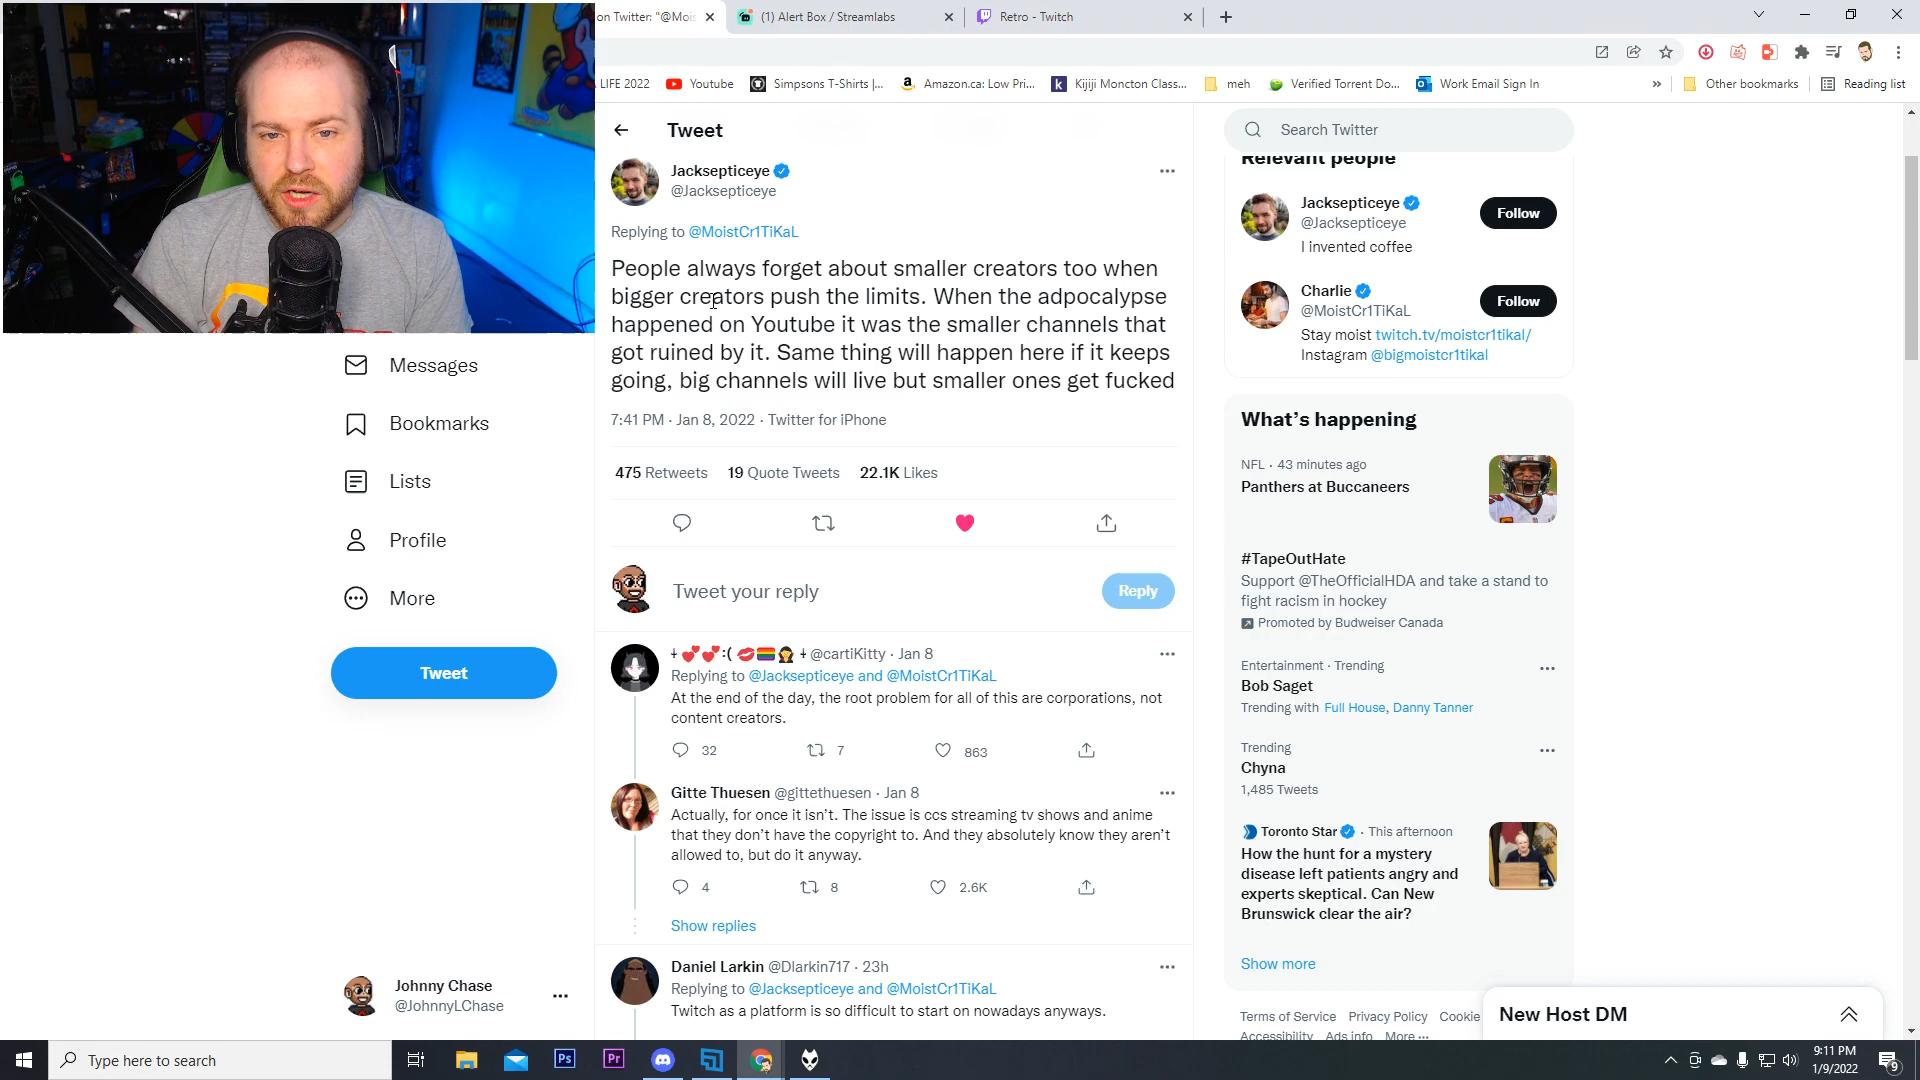 on Twitter: "@Mois
(1) Alert Box / Streamlabs
Retro - Twitch
LIFE 2022
Youtube
Simpsons T-Shirts |...
Amazon.ca: Low Pri...
Kijiji Moncton Class...
meh
Verified Torrent Do...
Work Email Sign In
»
Other bookmarks
Reading list
Tweet
Search Twitter
Jacksepticeye
@Jacksepticeye
Replying to @MoistCr1TiKaL
People always forget about smaller creators too when
bigger creators push the limits. When the adpocalypse
happened on Youtube it was the smaller channels that
got ruined by it. Same thing will happen here if it keeps
going, big channels will live but smaller ones get fucked
7:41 PM · Jan 8, 2022 · Twitter for iPhone
475 Retweets 19 Quote Tweets 22.1K Likes
Tweet your reply
Reply
:( @cartiKitty · Jan 8
Replying to @Jacksepticeye and @MoistCr1TiKaL
At the end of the day, the root problem for all of this are corporations, not
content creators.
32 7 863
Gitte Thuesen @gittethuesen · Jan 8
Actually, for once it isn't. The issue is ccs streaming tv shows and anime
that they don't have the copyright to. And they absolutely know they aren't
allowed to, but do it anyway.
4 8 2.6K
Show replies
Daniel Larkin @Dlarkin717 · 23h
Replying to @Jacksepticeye and @MoistCr1TiKaL
Twitch as a platform is so difficult to start on nowadays anyways.
Messages
Bookmarks
Lists
Profile
More
Tweet
Johnny Chase
@JohnnyLChase
Relevant people
Jacksepticeye
@Jacksepticeye
Follow
I invented coffee
Charlie
@MoistCr1TiKaL
Follow
Stay moist twitch.tv/moistcr1tikal/
Instagram @bigmoistcr1tikal
What's happening
NFL · 43 minutes ago
Panthers at Buccaneers
#TapeOutHate
Support @TheOfficialHDA and take a stand to
fight racism in hockey
Promoted by Budweiser Canada
Entertainment · Trending
Bob Saget
Trending with Full House, Danny Tanner
Trending
Chyna
1,485 Tweets
Toronto Star · This afternoon
How the hunt for a mystery
disease left patients angry and
experts skeptical. Can New
Brunswick clear the air?
Show more
Terms of Service Privacy Policy Cookie
Accessibility Ads info More ···
New Host DM
Type here to search
Ps
Pr
9:11 PM
1/9/2022
9